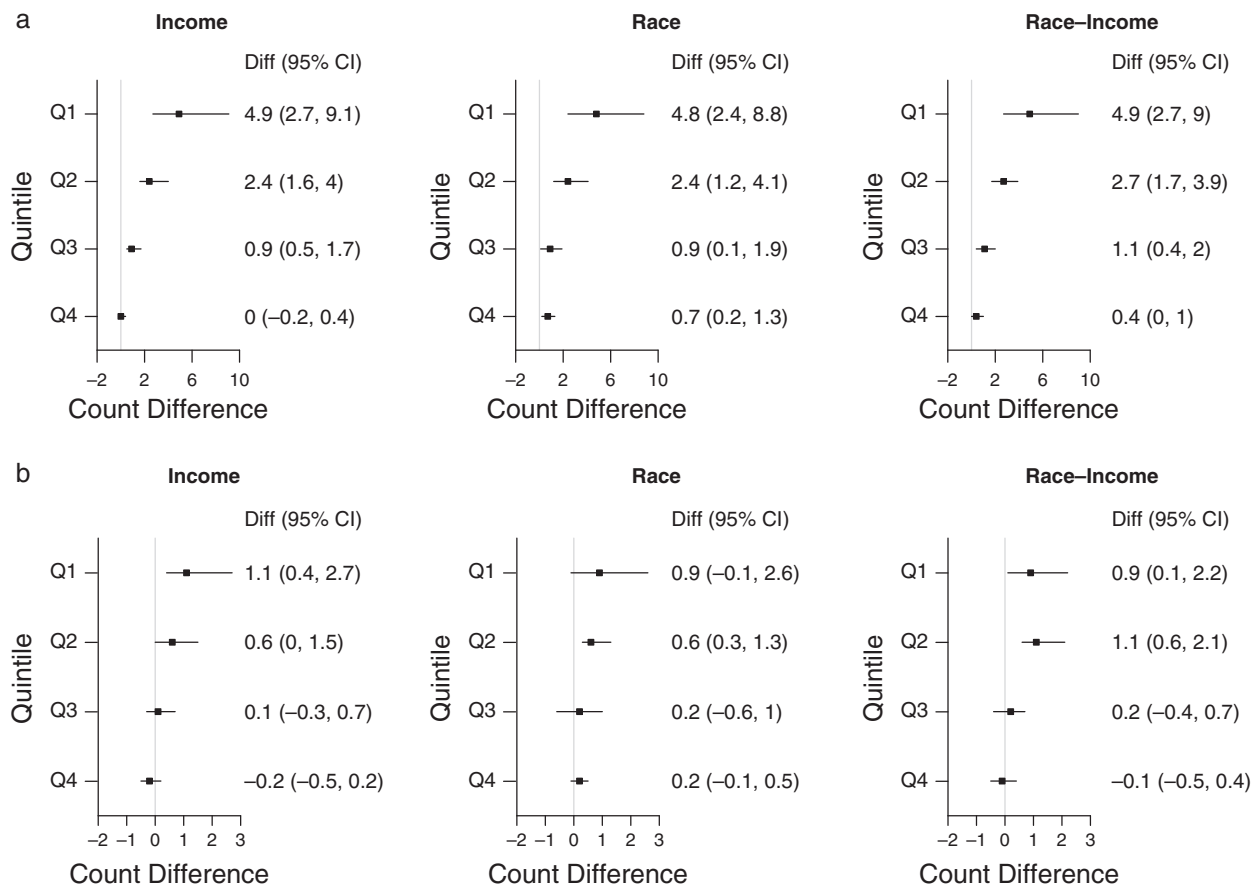 a
Income
Race
Race–Income
Diff (95% CI)
Diff (95% CI)
Diff (95% CI)
Quintile
Q1
4.9 (2.7, 9.1)
Q2
2.4 (1.6, 4)
Q3
0.9 (0.5, 1.7)
Q4
0 (–0.2, 0.4)
–2 2 6 10
Count Difference
Quintile
Q1
4.8 (2.4, 8.8)
Q2
2.4 (1.2, 4.1)
Q3
0.9 (0.1, 1.9)
Q4
0.7 (0.2, 1.3)
–2 2 6 10
Count Difference
Quintile
Q1
4.9 (2.7, 9)
Q2
2.7 (1.7, 3.9)
Q3
1.1 (0.4, 2)
Q4
0.4 (0, 1)
–2 2 6 10
Count Difference
b
Income
Race
Race–Income
Diff (95% CI)
Diff (95% CI)
Diff (95% CI)
Quintile
Q1
1.1 (0.4, 2.7)
Q2
0.6 (0, 1.5)
Q3
0.1 (–0.3, 0.7)
Q4
–0.2 (–0.5, 0.2)
–2 –1 0 1 2 3
Count Difference
Quintile
Q1
0.9 (–0.1, 2.6)
Q2
0.6 (0.3, 1.3)
Q3
0.2 (–0.6, 1)
Q4
0.2 (–0.1, 0.5)
–2 –1 0 1 2 3
Count Difference
Quintile
Q1
0.9 (0.1, 2.2)
Q2
1.1 (0.6, 2.1)
Q3
0.2 (–0.4, 0.7)
Q4
–0.1 (–0.5, 0.4)
–2 –1 0 1 2 3
Count Difference